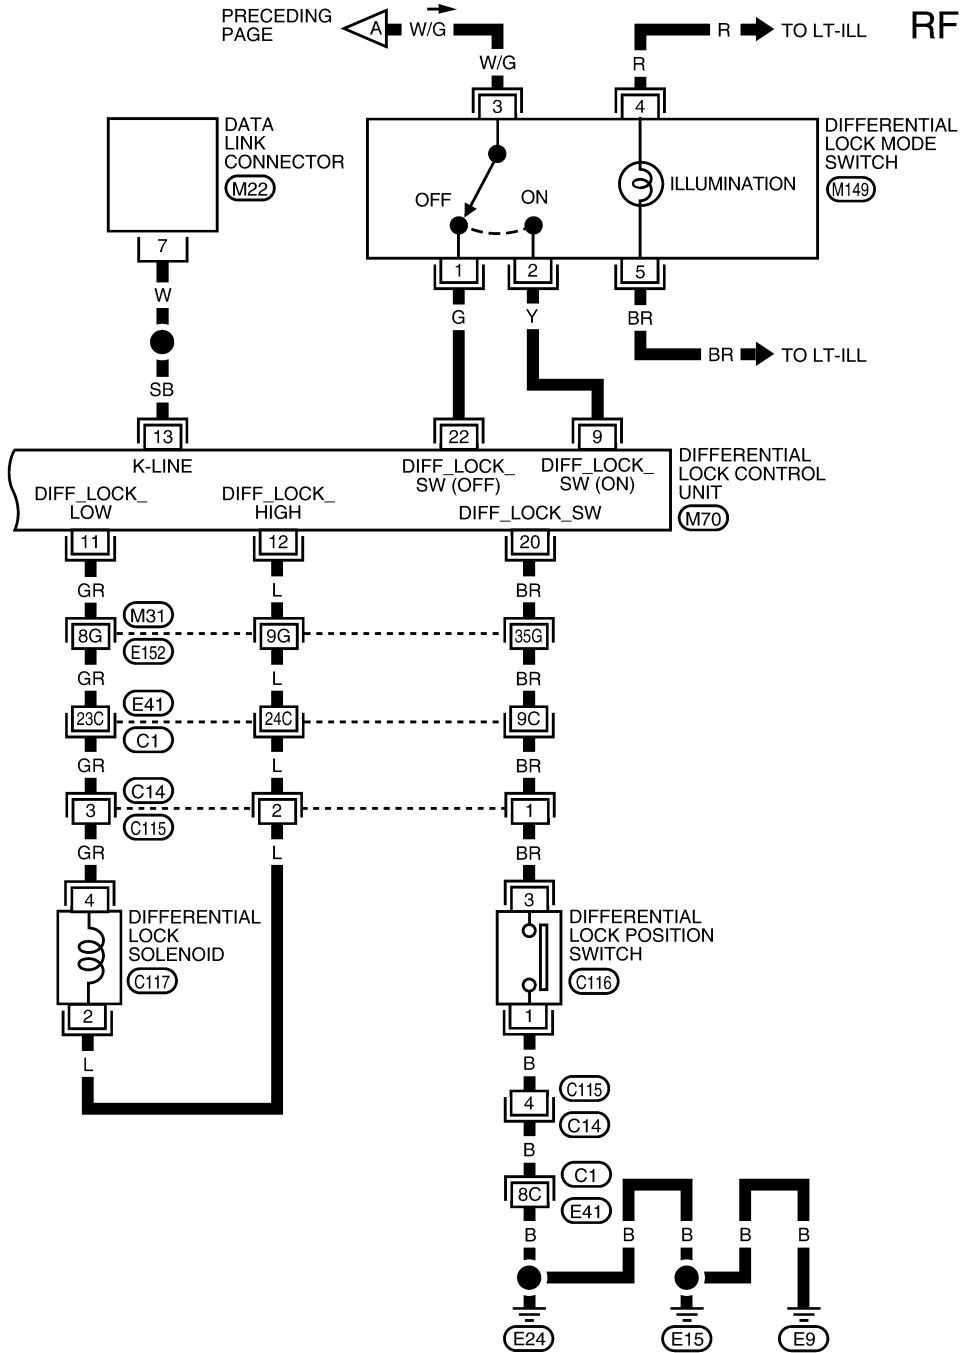 PRECEDING
PAGE
A
W/G
W/G
R
TO LT-ILL
R
RF
3
4
DATA
LINK
CONNECTOR
M22
7
W
SB
13
OFF
ON
ILLUMINATION
DIFFERENTIAL
LOCK MODE
SWITCH
M149
1
2
5
G
Y
BR
BR
TO LT-ILL
22
9
K-LINE
DIFF_LOCK_
SW (OFF)
DIFF_LOCK_
SW (ON)
DIFF_LOCK_
LOW
DIFF_LOCK_
HIGH
DIFF_LOCK_SW
DIFFERENTIAL
LOCK CONTROL
UNIT
M70
11
12
20
GR
L
BR
M31
8G
9G
35G
E152
GR
L
BR
E41
23C
24C
9C
C1
GR
L
BR
C14
3
2
1
C115
GR
L
BR
4
3
DIFFERENTIAL
LOCK
SOLENOID
C117
DIFFERENTIAL
LOCK POSITION
SWITCH
C116
2
1
L
B
C115
4
C14
B
C1
8C
E41
B
B
B
B
B
E24
E15
E9